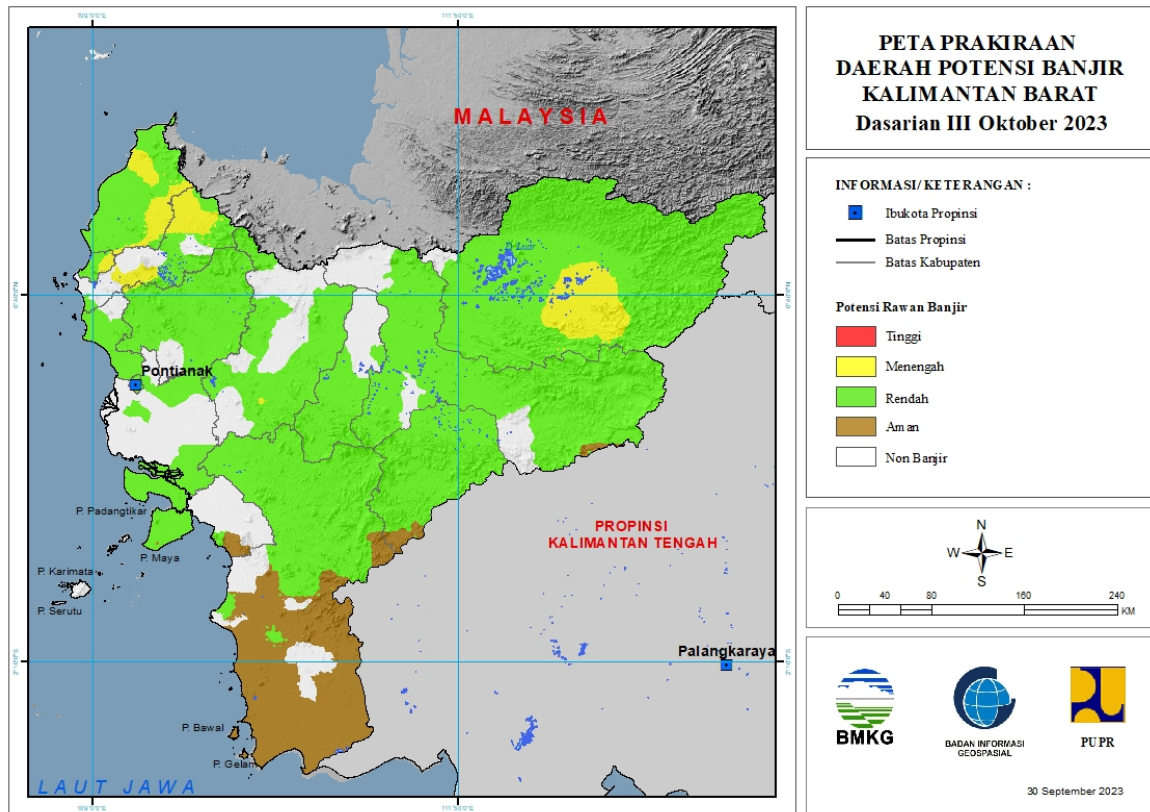 PETA PRAKIRAAN
DAERAH POTENSI BANJIR
KALIMANTAN BARAT
Dasarian III Oktober 2023
INFORMASI/ KETERANGAN :
Ibukota Propinsi
Batas Propinsi
Batas Kabupaten
Potensi Rawan Banjir
Tinggi
Menengah
Rendah
Aman
Non Banjir
N
W E
S
0 40 80 160 240
KM
BMKG
BADAN INFORMASI
GEOSPASIAL
PUPR
30 September 2023
MALAYSIA
Pontianak
P. Padangtikar
P. Maya
P. Karimata
P. Serutu
PROPINSI
KALIMANTAN TENGAH
Palangkaraya
P. Bawal
P. Gelam
LAUT JAWA